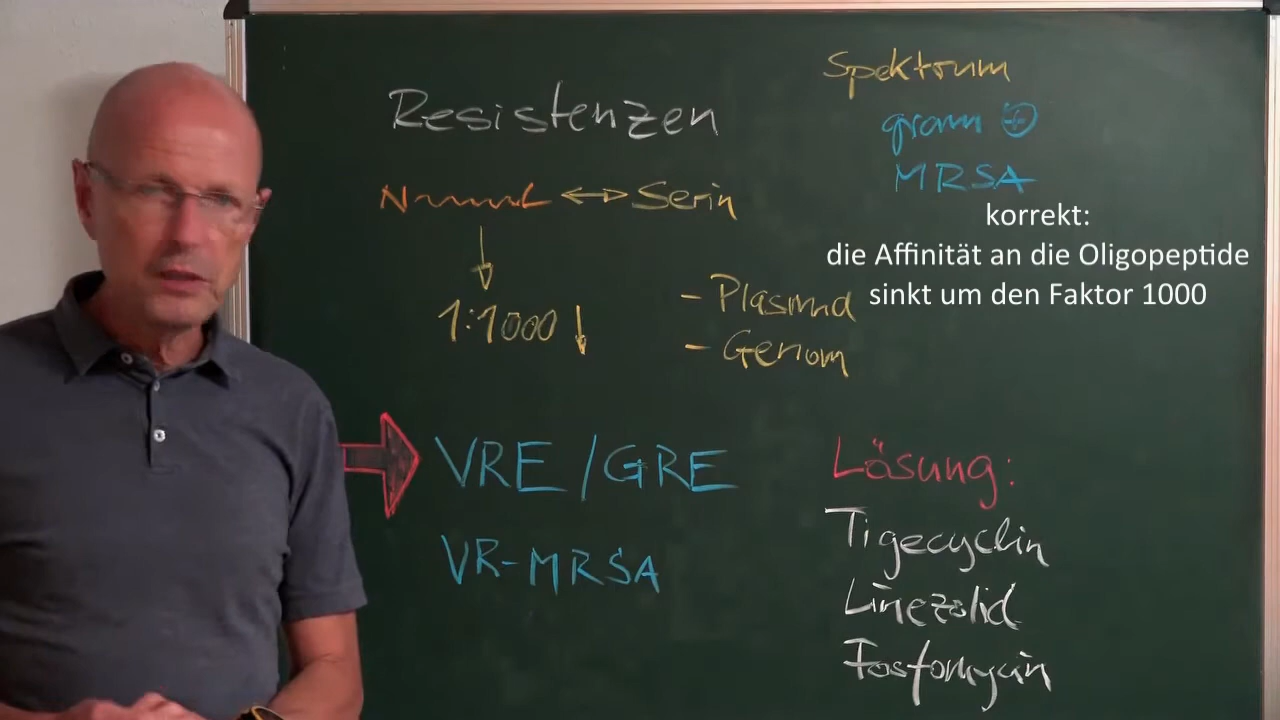 Resistenzen
↔ Serin
1:1000 ↓
- Plasmid
- Genom
VRE/GRE
VR-MRSA
Spektrum
gram +
MRSA
korrekt:
die Affinität an die Oligopeptide
sinkt um den Faktor 1000
Lösung:
Tigecyclin
Linezolid
Fosfomycin